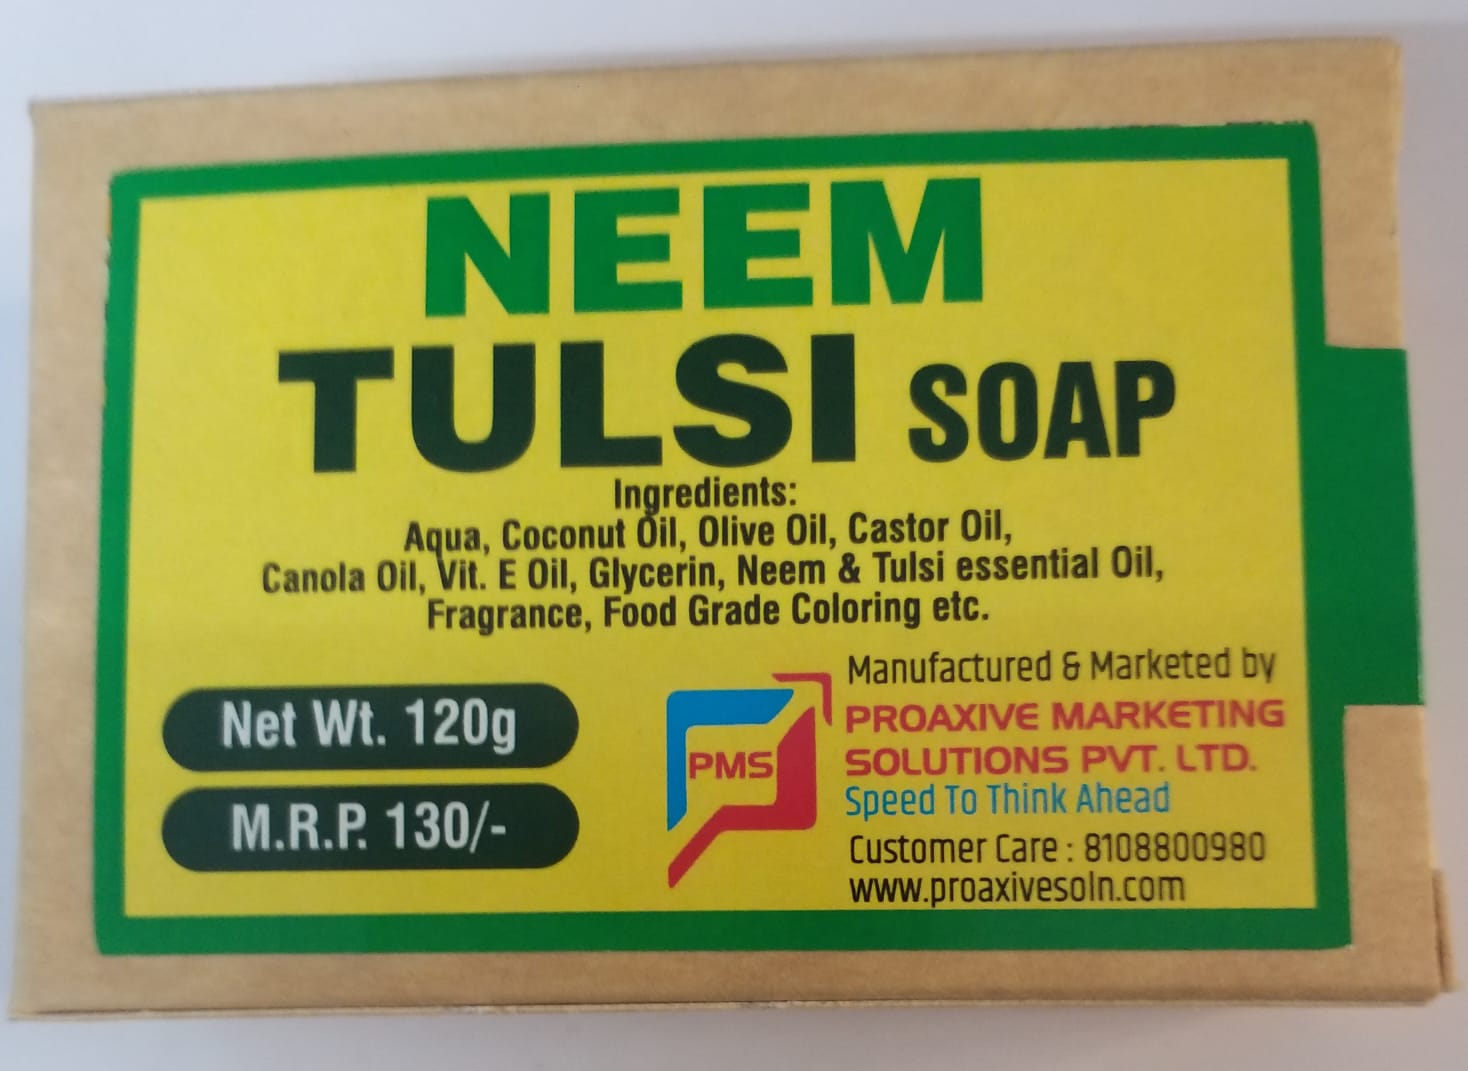 NEEM
TULSI SOAP
Ingredients:
Aqua, Coconut Oil, Olive Oil, Castor Oil,
Canola Oil, Vit. E Oil, Glycerin, Neem & Tulsi essential Oil,
Fragrance, Food Grade Coloring etc.
Net Wt. 120g
M.R.P. 130/-
PMS
Manufactured & Marketed by
PROAXIVE MARKETING
SOLUTIONS PVT. LTD.
Speed To Think Ahead
Customer Care : 8108800980
www.proaxivesoln.com